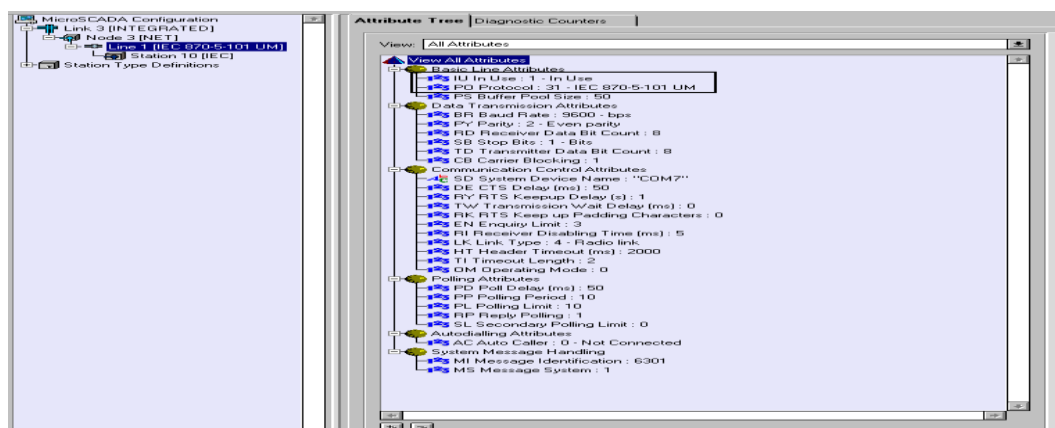 MicroSCADA Configuration
Link 3 [INTEGRATED]
Node 3 [NET]
Line 1 [IEC 870-5-101 UM]
Station 10 [IEC]
Station Type Definitions
Attribute Tree
Diagnostic Counters
View: All Attributes
View All Attributes
Basic Line Attributes
IU In Use : 1 - In Use
PO Protocol : 31 - IEC 870-5-101 UM
PS Buffer Pool Size : 50
Data Transmission Attributes
BR Baud Rate : 9600 - bps
PY Parity : 2 - Even parity
RD Receiver Data Bit Count : 8
SB Stop Bits : 1 - Bits
TD Transmitter Data Bit Count : 8
CB Carrier Blocking : 1
Communication Control Attributes
SD System Device Name : "COM7"
DE CTS Delay (ms) : 50
RY RTS Keepup Delay (s) : 1
TW Transmission Wait Delay (ms) : 0
RK RTS Keep up Padding Characters : 0
EN Enquiry Limit : 3
RI Receiver Disabling Time (ms) : 5
LK Link Type : 4 - Radio link
HT Header Timeout (ms) : 2000
TI Timeout Length : 2
OM Operating Mode : 0
Polling Attributes
PD Poll Delay (ms) : 50
PP Polling Period : 10
PL Polling Limit : 10
RP Reply Polling : 1
SL Secondary Polling Limit : 0
Autodialling Attributes
AC Auto Caller : 0 - Not Connected
System Message Handling
MI Message Identification : 6301
MS Message System : 1